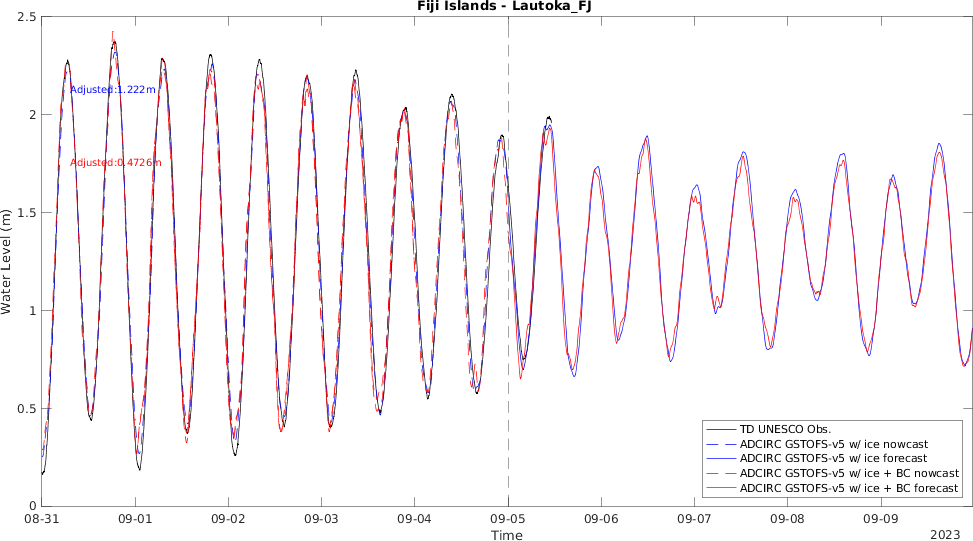 Fiji Islands - Lautoka_FJ
2.5
2
1.5
1
0.5
0
Water Level (m)
Adjusted:1.222m
Adjusted:0.4726m
TD UNESCO Obs.
ADCIRC GSTOFS-v5 w/ ice nowcast
ADCIRC GSTOFS-v5 w/ ice forecast
ADCIRC GSTOFS-v5 w/ ice + BC nowcast
ADCIRC GSTOFS-v5 w/ ice + BC forecast
08-31 09-01 09-02 09-03 09-04 09-05 09-06 09-07 09-08 09-09
Time
2023